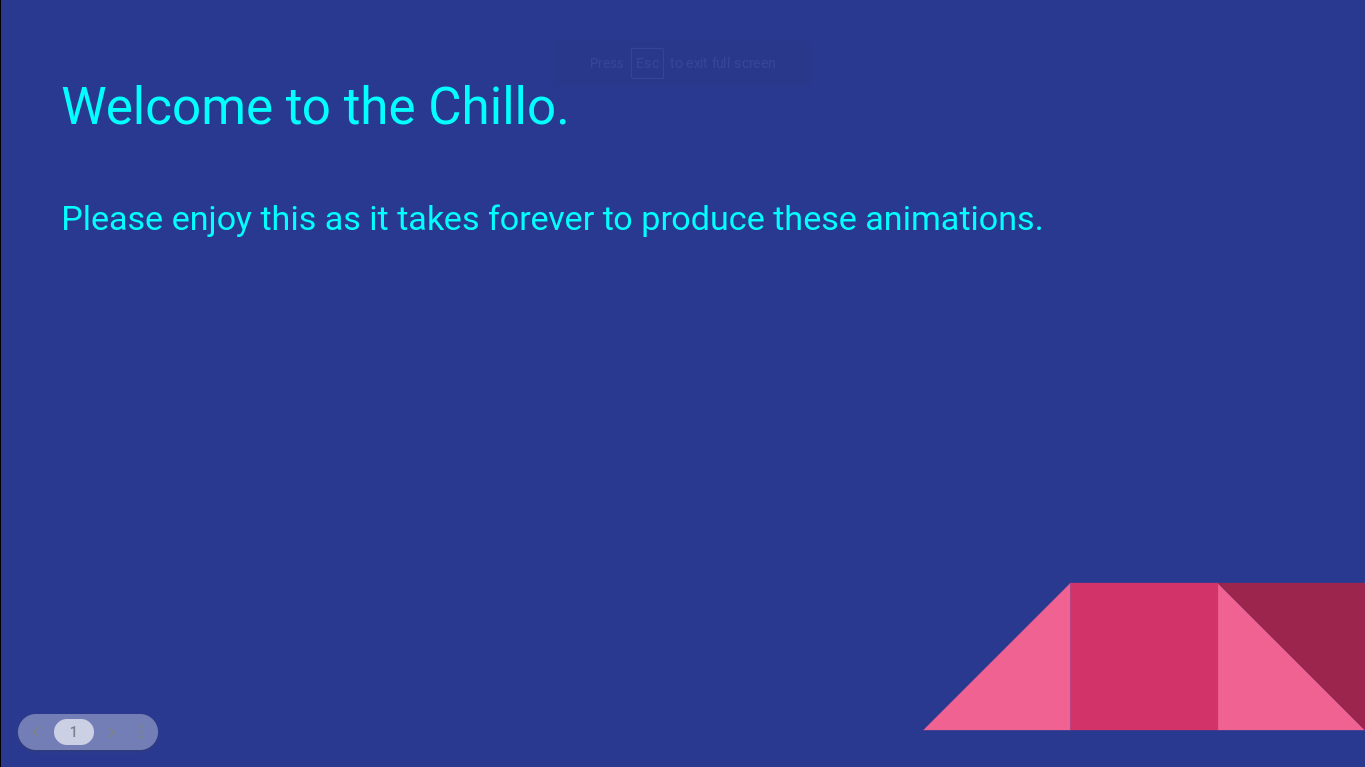 Press Esc to exit full screen
Welcome to the Chillo.
Please enjoy this as it takes forever to produce these animations.
1